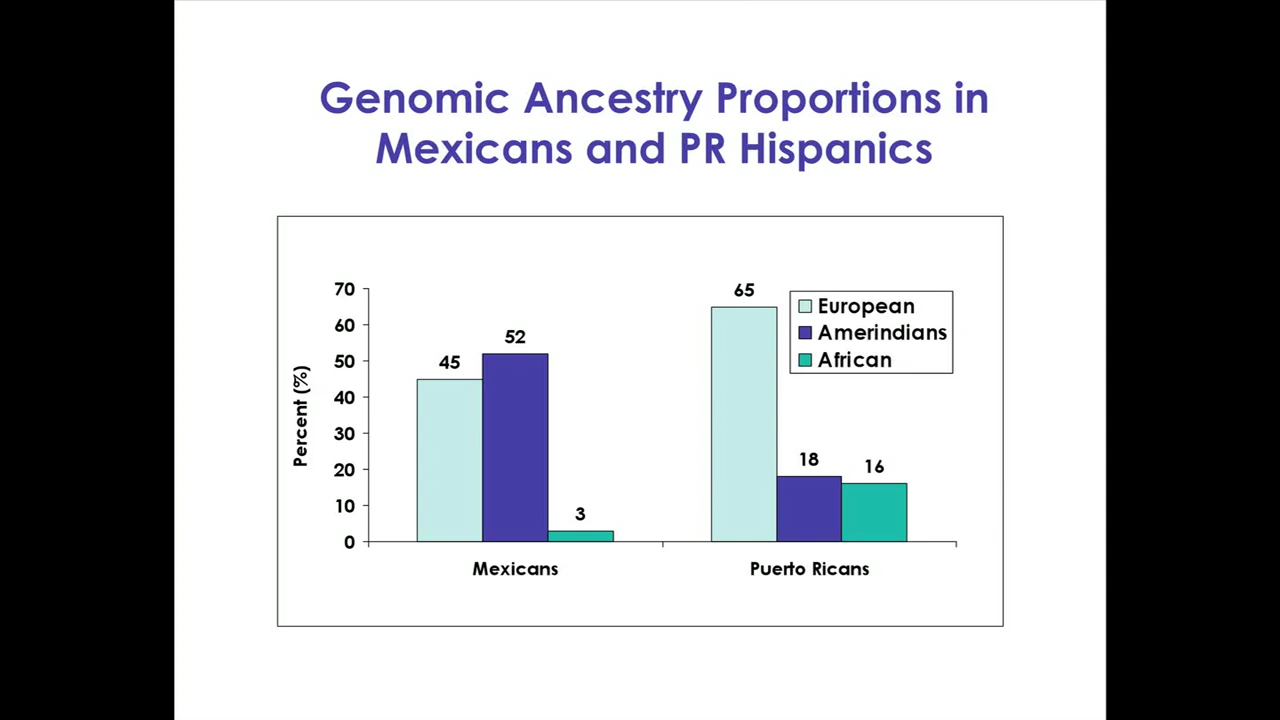 Genomic Ancestry Proportions in
Mexicans and PR Hispanics
70
60
50
40
30
20
10
0
Percent (%)
45
52
3
65
18
16
European
Amerindians
African
Mexicans
Puerto Ricans